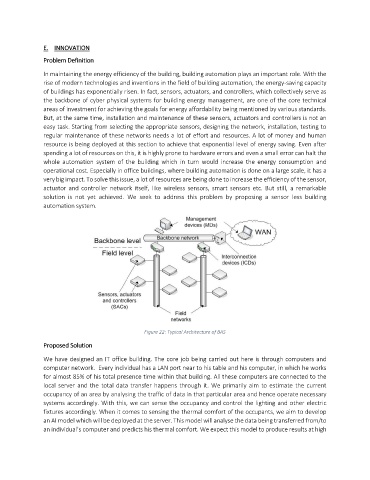 E. INNOVATION
Problem Definition
In maintaining the energy efficiency of the building, building automation plays an important role. With the
rise of modern technologies and inventions in the field of building automation, the energy-saving capacity
of buildings has exponentially risen. In fact, sensors, actuators, and controllers, which collectively serve as
the backbone of cyber physical systems for building energy management, are one of the core technical
areas of investment for achieving the goals for energy affordability being mentioned by various standards.
But, at the same time, installation and maintenance of these sensors, actuators and controllers is not an
easy task. Starting from selecting the appropriate sensors, designing the network, installation, testing to
regular maintenance of these networks needs a lot of effort and resources. A lot of money and human
resource is being deployed at this section to achieve that exponential level of energy saving. Even after
spending a lot of resources on this, it is highly prone to hardware errors and even a small error can halt the
whole automation system of the building which in turn would increase the energy consumption and
operational cost. Especially in office buildings, where building automation is done on a large scale, it has a
very big impact. To solve this issue, a lot of resources are being done to increase the efficiency of the sensor,
actuator and controller network itself, like wireless sensors, smart sensors etc. But still, a remarkable
solution is not yet achieved. We seek to address this problem by proposing a sensor less building
automation system.
Management
devices (MDs)
WAN
Backbone level
Backbone network
Field level
Interconnection
devices (ICDs)
Sensors, actuators
and controllers
(SACs)
Field
networks
Figure 22: Typical Architecture of BAS
Proposed Solution
We have designed an IT office building. The core job being carried out here is through computers and
computer network. Every individual has a LAN port near to his table and his computer, in which he works
for almost 85% of his total presence time within that building. All these computers are connected to the
local server and the total data transfer happens through it. We primarily aim to estimate the current
occupancy of an area by analysing the traffic of data in that particular area and hence operate necessary
systems accordingly. With this, we can sense the occupancy and control the lighting and other electric
fixtures accordingly. When it comes to sensing the thermal comfort of the occupants, we aim to develop
an AI model which will be deployed at the server. This model will analyse the data being transferred from/to
an individual's computer and predicts his thermal comfort. We expect this model to produce results at high